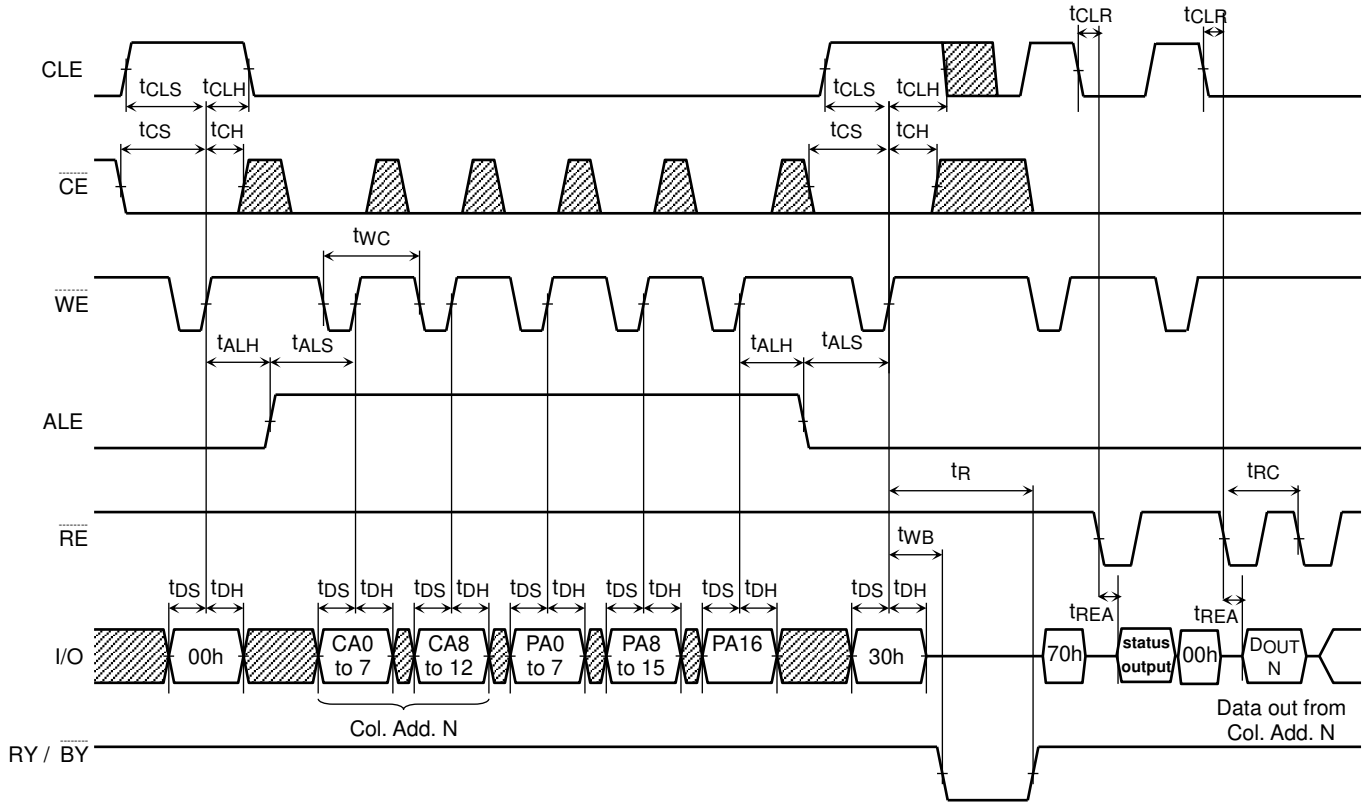 tCLR tCLR
CLE
tCLS tCLH tCLS tCLH
tCS tCH tCS tCH
CE
tWC
WE
tALH tALS tALH tALS
ALE
tR tRC
RE
tWB
tDS tDH tDS tDH tDS tDH tDS tDH tDS tDH tDS tDH tDS tDH
tREA tREA
I/O
00h
CA0 to 7
CA8 to 12
PA0 to 7
PA8 to 15
PA16
30h
70h
status output
00h
DOUT N
Col. Add. N
Data out from
Col. Add. N
RY / BY